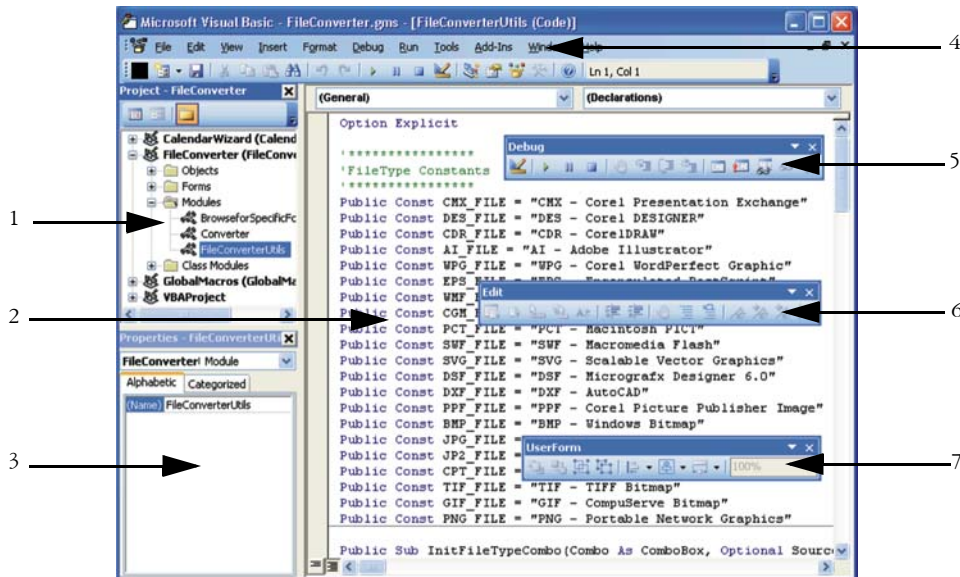 Microsoft Visual Basic - FileConverter.gms - [FileConverterUtils (Code)]
File Edit View Insert Format Debug Run Tools Add-Ins
4
Ln 1, Col 1
Project - FileConverter
(General)
(Declarations)
CalendarWizard (Calend
FileConverter (FileConve
Objects
Forms
Modules
BrowseforSpecificFo
Converter
FileConverterUtils
Class Modules
GlobalMacros (GlobalMa
VBAProject
1
2
Properties - FileConverterUti
FileConverter Module
Alphabetic Categorized
(Name) FileConverterUtils
3
Option Explicit
'****************
'FileType Constants
'****************
Debug
5
Public Const CMX_FILE = "CMX - Corel Presentation Exchange"
Public Const DES_FILE = "DES - Corel DESIGNER"
Public Const CDR_FILE = "CDR - CorelDRAW"
Public Const AI_FILE = "AI - Adobe Illustrator"
Public Const WPG_FILE = "WPG - Corel WordPerfect Graphic"
Public Const EPS_FILE = "EPS - Encapsulated PostScript"
Public Const WMF
Edit
Public Const CGM
6
Public Const PCT_FILE = "PCT - Macintosh PICT"
Public Const SWF_FILE = "SWF - Macromedia Flash"
Public Const SVG_FILE = "SVG - Scalable Vector Graphics"
Public Const DSF_FILE = "DSF - Micrografx Designer 6.0"
Public Const DXF_FILE = "DXF - AutoCAD"
Public Const PPF_FILE = "PPF - Corel Picture Publisher Image"
Public Const BMP_FILE = "BMP - Windows Bitmap"
Public Const JPG_FILE =
UserForm
Public Const JP2_FILE =
100%
7
Public Const CPT_FILE =
Public Const TIF_FILE = "TIF - TIFF Bitmap"
Public Const GIF_FILE = "GIF - CompuServe Bitmap"
Public Const PNG_FILE = "PNG - Portable Network Graphics"
Public Sub InitFileTypeCombo(Combo As ComboBox, Optional Sourc